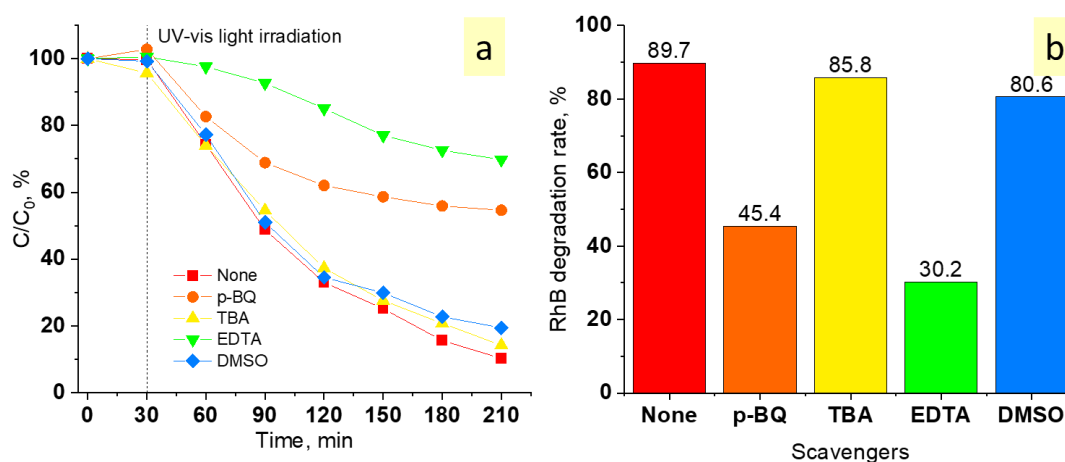 UV-vis light irradiation
a
C/C0, %
100
80
60
40
20
0
None
p-BQ
TBA
EDTA
DMSO
0 30 60 90 120 150 180 210
Time, min
b
RhB degradation rate, %
100
80
60
40
20
0
89.7
45.4
85.8
30.2
80.6
None p-BQ TBA EDTA DMSO
Scavengers